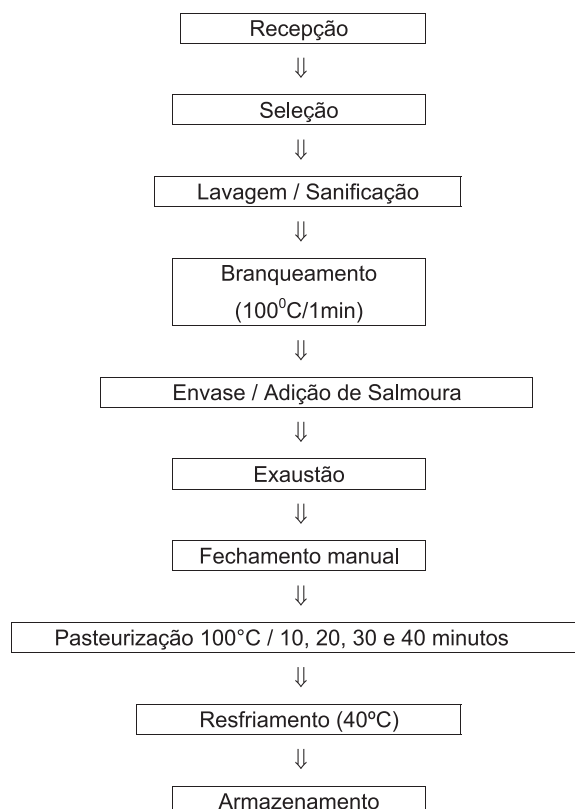 Recepção
⇓
Seleção
⇓
Lavagem / Sanificação
⇓
Branqueamento
(100⁰C/1min)
⇓
Envase / Adição de Salmoura
⇓
Exaustão
⇓
Fechamento manual
⇓
Pasteurização 100°C / 10, 20, 30 e 40 minutos
⇓
Resfriamento (40ºC)
⇓
Armazenamento